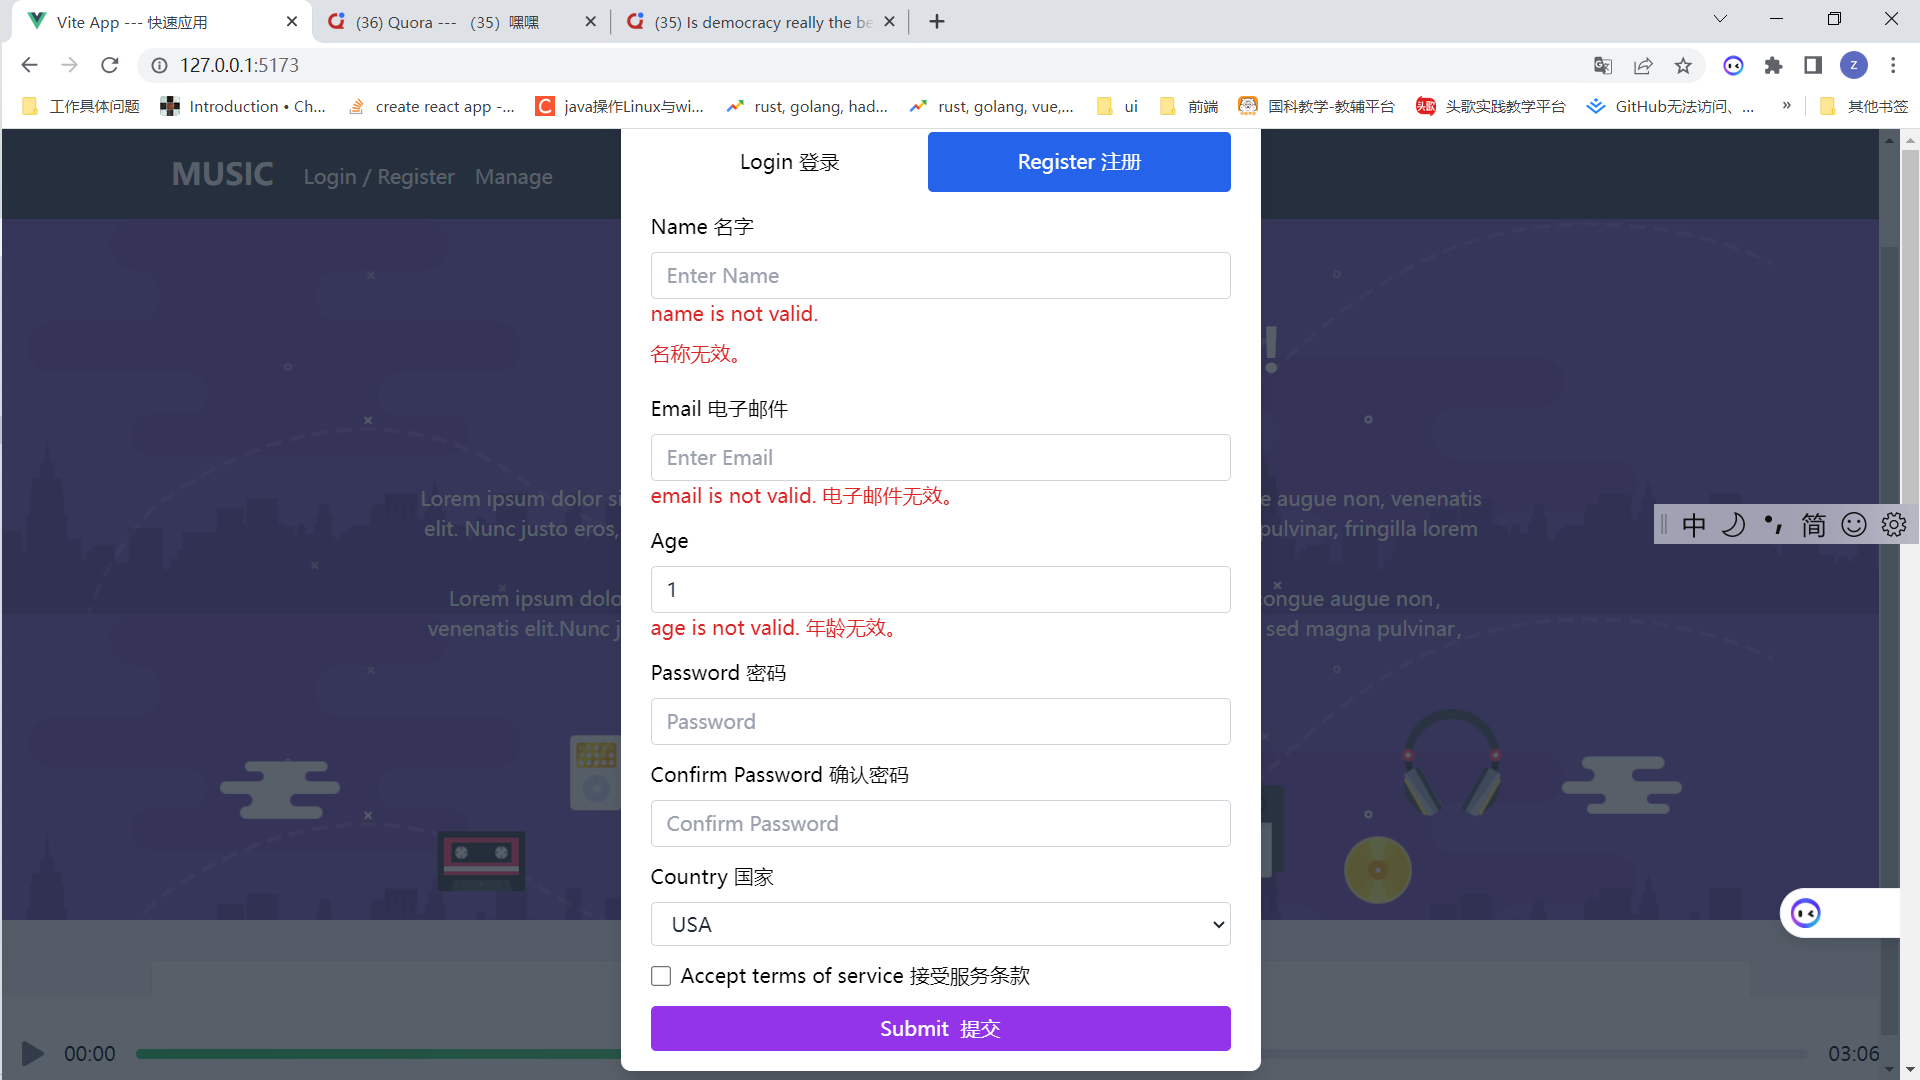 Vite App --- 快速应用
(36) Quora --- （35）嘿嘿
(35) Is democracy really the be
127.0.0.1:5173
工作具体问题
Introduction • Ch...
create react app -...
java操作Linux与wi...
rust, golang, had...
rust, golang, vue,...
ui
前端
国科教学-教辅平台
头歌实践教学平台
GitHub无法访问、...
»
其他书签
MUSIC
Login / Register
Manage
Login 登录
Register 注册
Name 名字
Enter Name
name is not valid.
名称无效。
!
Email 电子邮件
Enter Email
email is not valid. 电子邮件无效。
Lorem ipsum dolor si
e augue non, venenatis
elit. Nunc justo eros,
pulvinar, fringilla lorem
中 简
Age
1
age is not valid. 年龄无效。
Lorem ipsum dolo
ongue augue non，
venenatis elit.Nunc j
sed magna pulvinar，
Password 密码
Password
Confirm Password 确认密码
Confirm Password
Country 国家
USA
Accept terms of service 接受服务条款
Submit 提交
00:00
03:06